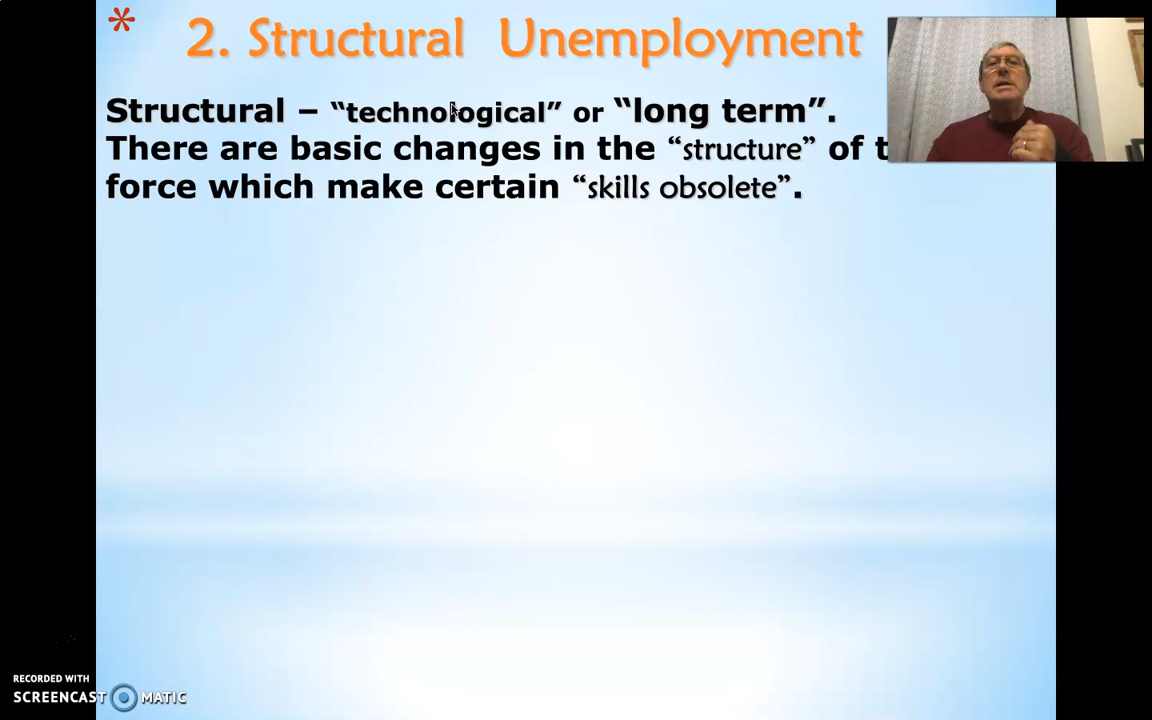 * 2. Structural Unemployment
Structural – “technological” or “long term”.
There are basic changes in the “structure” of t
force which make certain “skills obsolete”.
RECORDED WITH
SCREENCAST MATIC